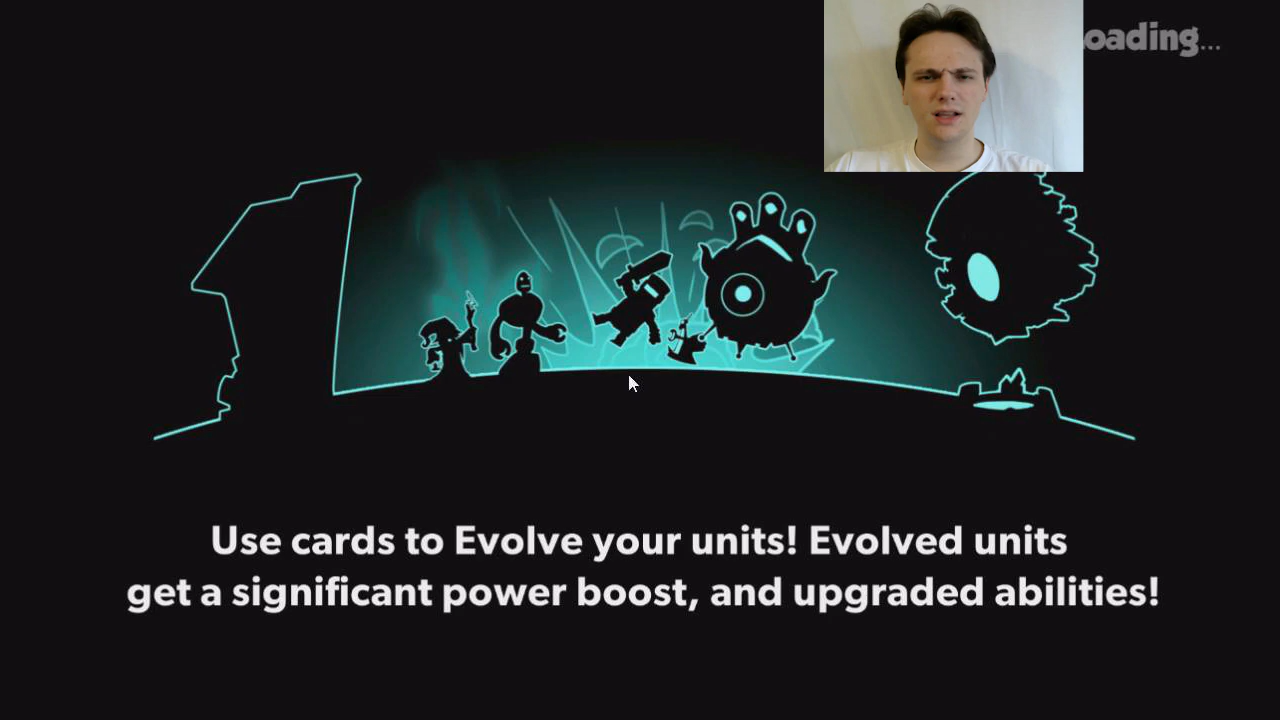 oading...
Use cards to Evolve your units! Evolved units
get a significant power boost, and upgraded abilities!